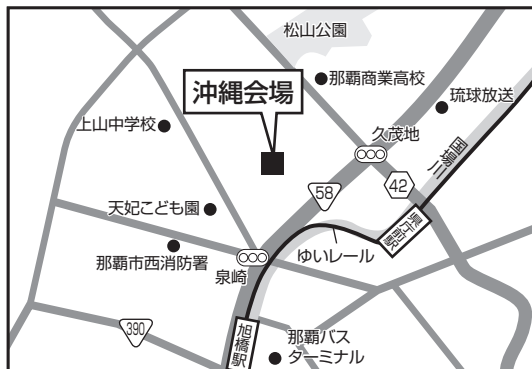 松山公園
那覇商業高校
沖縄会場
琉球放送
上山中学校
久茂地
国場川
58
42
天妃こども園
県庁前駅
那覇市西消防署
泉崎
ゆいレール
390
旭橋駅
那覇バス
ターミナル